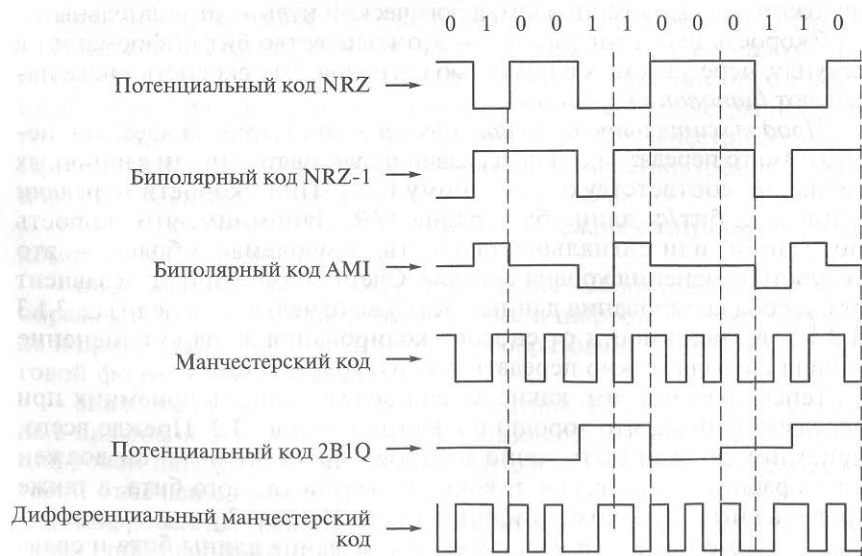 0 1 0 0 1 1 0 0 0 1 1 0
Потенциальный код NRZ
Биполярный код NRZ-1
Биполярный код AMI
Манчестерский код
Потенциальный код 2B1Q
Дифференциальный манчестерский
код